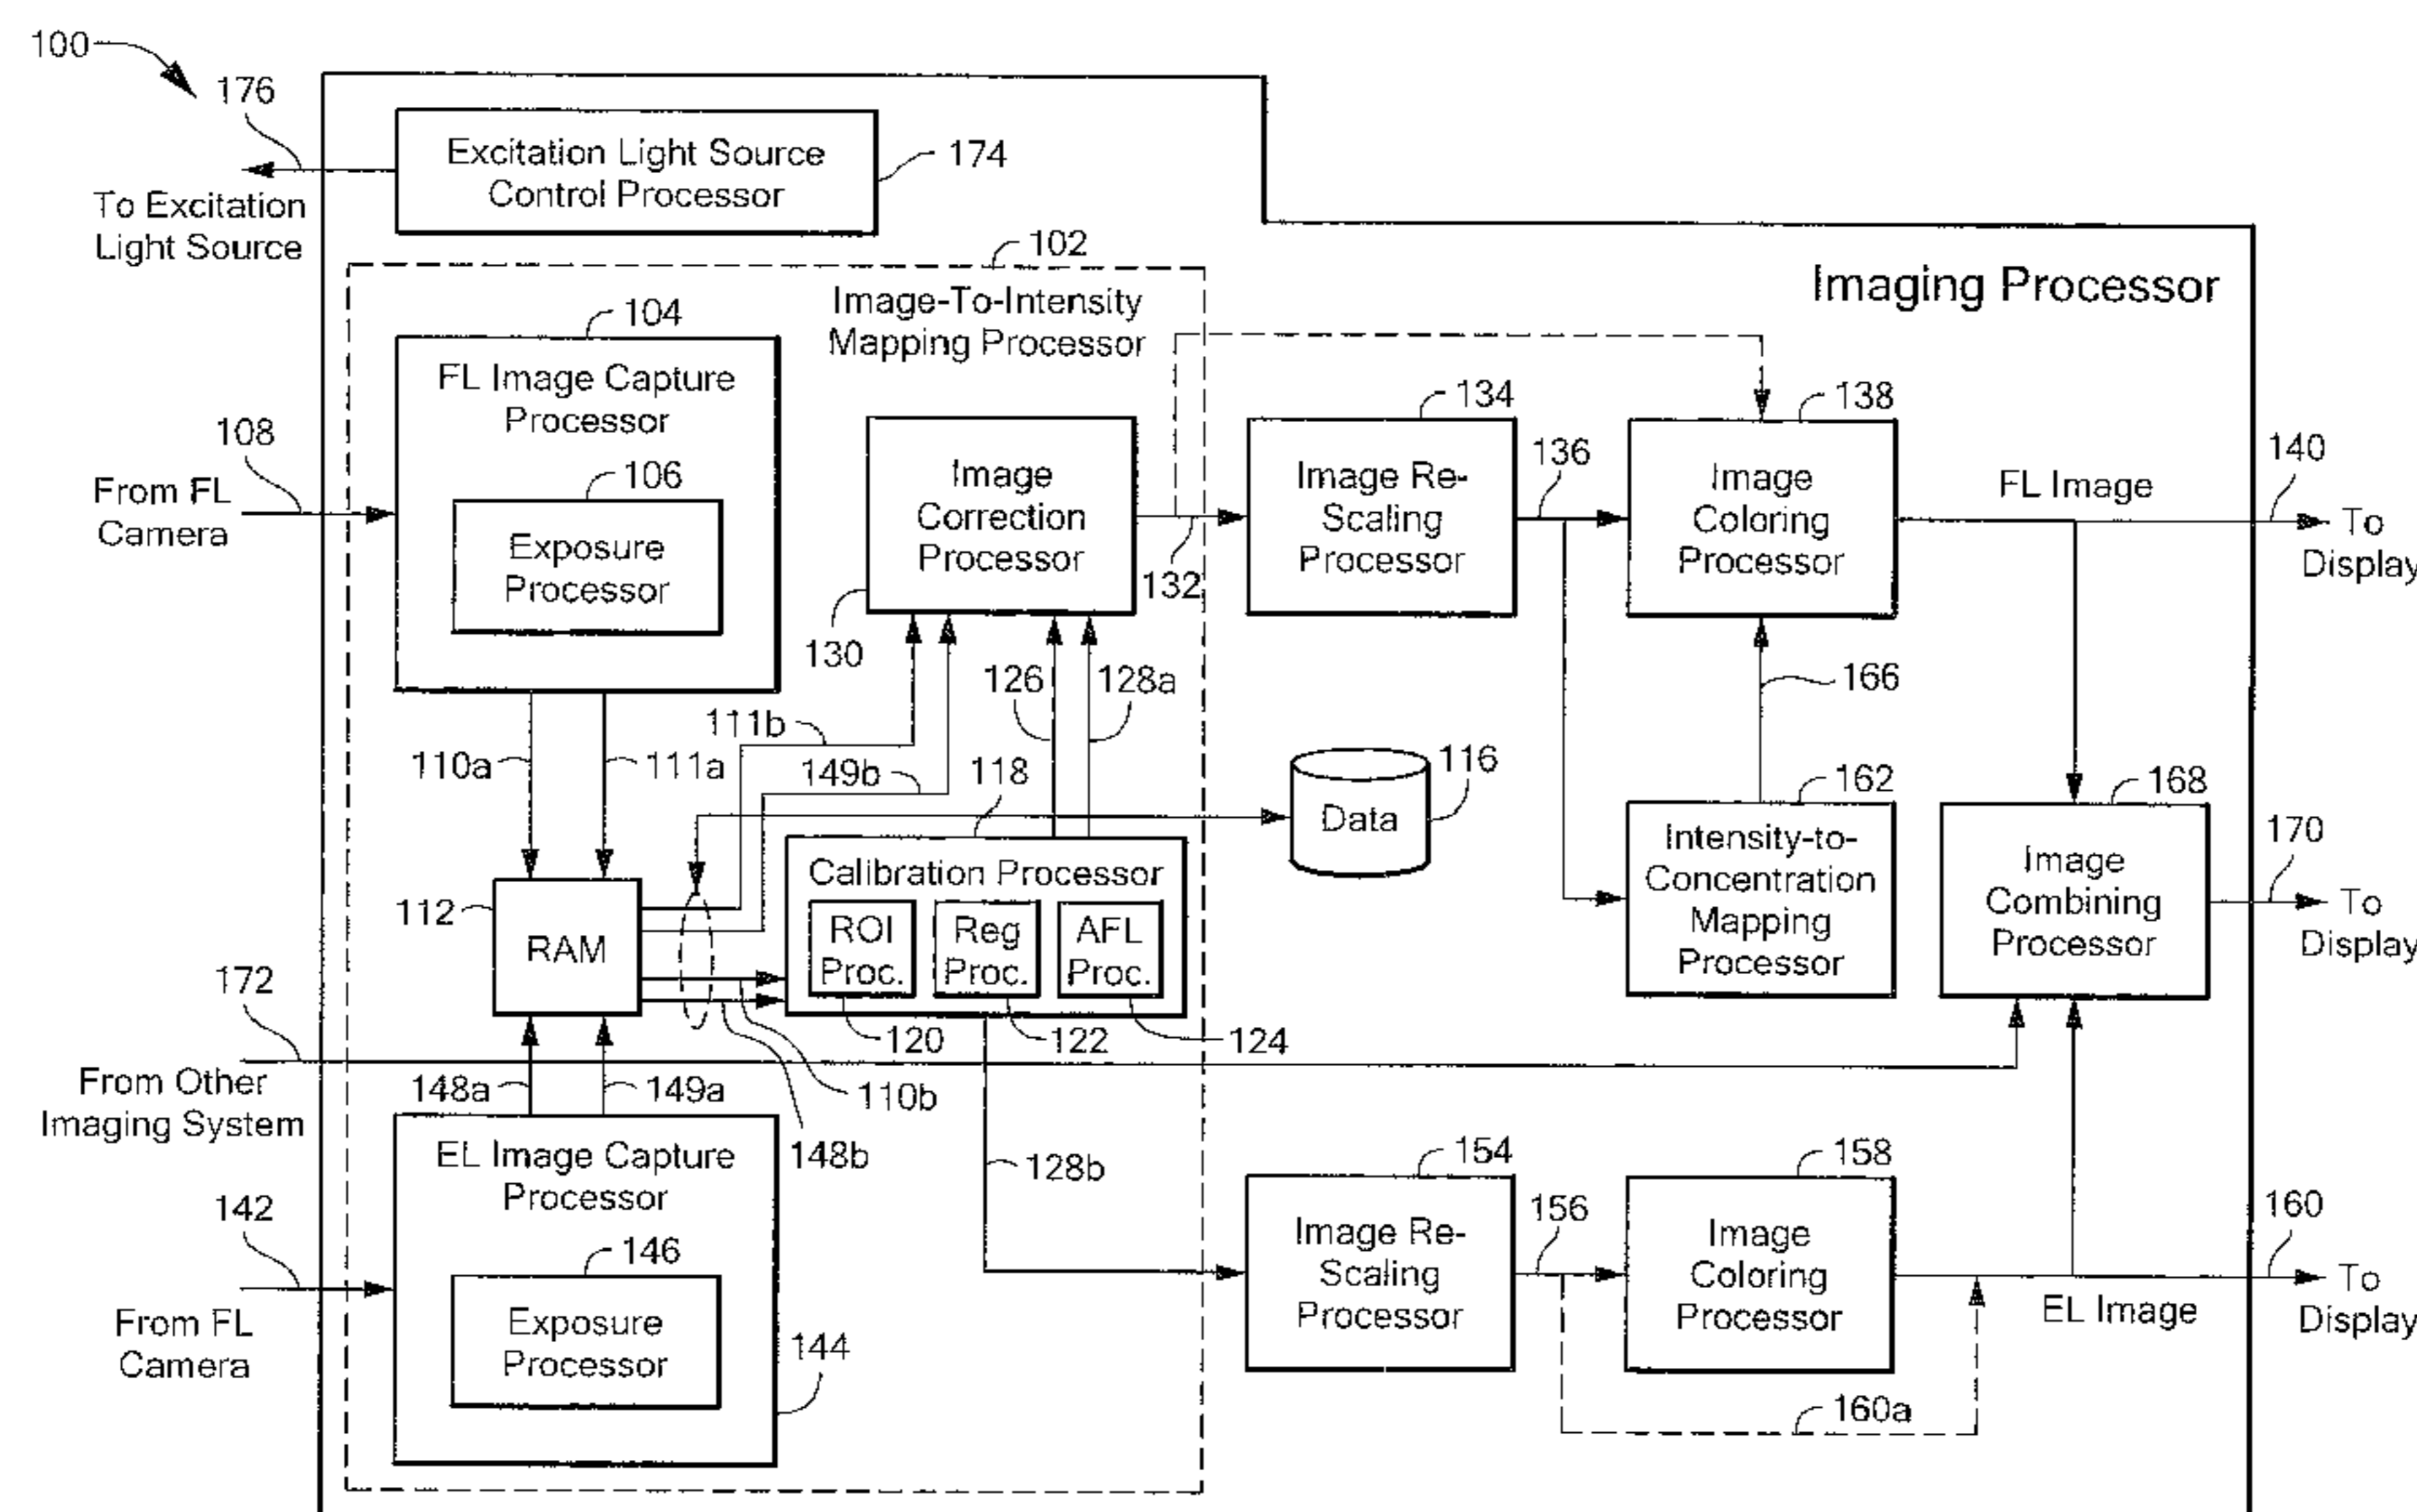 100
176
Excitation Light Source
Control Processor
174
To Excitation
Light Source
102
Image-To-Intensity
Mapping Processor
Imaging Processor
104
FL Image Capture
Processor
106
Exposure
Processor
108
From FL
Camera
Image
Correction
Processor
130
132
134
Image Re-
Scaling
Processor
136
138
Image
Coloring
Processor
FL Image
140
To
Display
110a
111a
111b
149b
126
128a
166
118
116
Data
162
Intensity-to-
Concentration
Mapping
Processor
168
Image
Combining
Processor
170
To
Display
112
RAM
Calibration Processor
ROI
Proc.
Reg
Proc.
AFL
Proc.
120
122
124
172
From Other
Imaging System
148a
149a
110b
148b
128b
EL Image Capture
Processor
146
Exposure
Processor
144
142
From FL
Camera
154
Image Re-
Scaling
Processor
156
158
Image
Coloring
Processor
160
To
Display
EL Image
160a